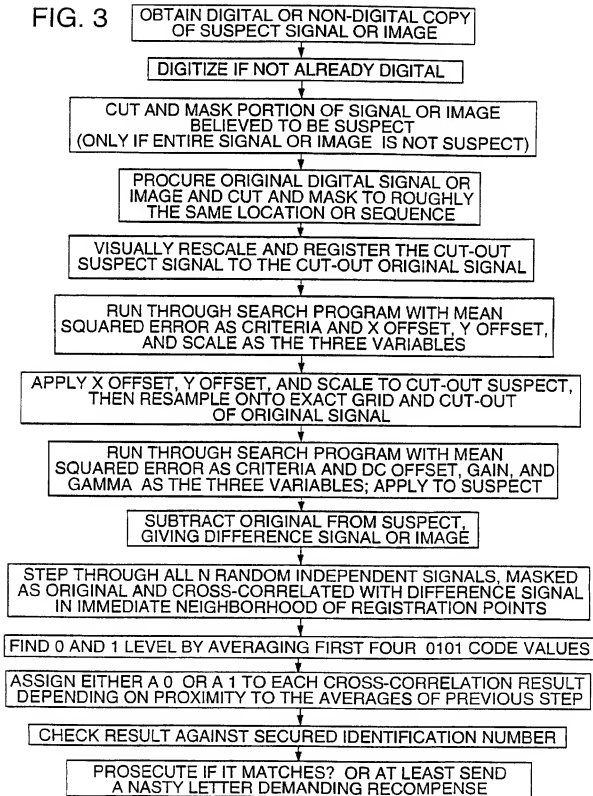 FIG. 3
OBTAIN DIGITAL OR NON-DIGITAL COPY
OF SUSPECT SIGNAL OR IMAGE
DIGITIZE IF NOT ALREADY DIGITAL
CUT AND MASK PORTION OF SIGNAL OR IMAGE
BELIEVED TO BE SUSPECT
(ONLY IF ENTIRE SIGNAL OR IMAGE IS NOT SUSPECT)
PROCURE ORIGINAL DIGITAL SIGNAL OR
IMAGE AND CUT AND MASK TO ROUGHLY
THE SAME LOCATION OR SEQUENCE
VISUALLY RESCALE AND REGISTER THE CUT-OUT
SUSPECT SIGNAL TO THE CUT-OUT ORIGINAL SIGNAL
RUN THROUGH SEARCH PROGRAM WITH MEAN
SQUARED ERROR AS CRITERIA AND X OFFSET, Y OFFSET,
AND SCALE AS THE THREE VARIABLES
APPLY X OFFSET, Y OFFSET, AND SCALE TO CUT-OUT SUSPECT,
THEN RESAMPLE ONTO EXACT GRID AND CUT-OUT
OF ORIGINAL SIGNAL
RUN THROUGH SEARCH PROGRAM WITH MEAN
SQUARED ERROR AS CRITERIA AND DC OFFSET, GAIN, AND
GAMMA AS THE THREE VARIABLES; APPLY TO SUSPECT
SUBTRACT ORIGINAL FROM SUSPECT,
GIVING DIFFERENCE SIGNAL OR IMAGE
STEP THROUGH ALL N RANDOM INDEPENDENT SIGNALS, MASKED
AS ORIGINAL AND CROSS-CORRELATED WITH DIFFERENCE SIGNAL
IN IMMEDIATE NEIGHBORHOOD OF REGISTRATION POINTS
FIND 0 AND 1 LEVEL BY AVERAGING FIRST FOUR 0101 CODE VALUES
ASSIGN EITHER A 0 OR A 1 TO EACH CROSS-CORRELATION RESULT
DEPENDING ON PROXIMITY TO THE AVERAGES OF PREVIOUS STEP
CHECK RESULT AGAINST SECURED IDENTIFICATION NUMBER
PROSECUTE IF IT MATCHES? OR AT LEAST SEND
A NASTY LETTER DEMANDING RECOMPENSE